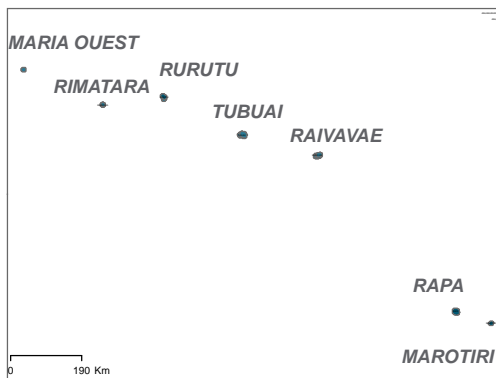 MARIA OUEST
RURUTU
RIMATARA
TUBUAI
RAIVAVAE
RAPA
MAROTIRI
0 190 Km